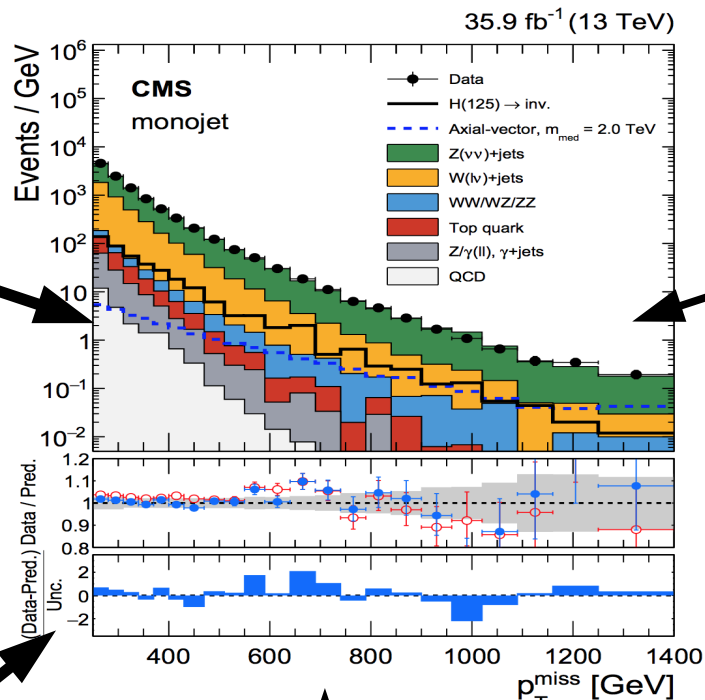 35.9 fb⁻¹ (13 TeV)
Events / GeV
10⁶
10⁵
10⁴
10³
10²
10
1
10⁻¹
10⁻²
CMS
monojet
Data
H(125) → inv.
Axial-vector, m_med = 2.0 TeV
Z(νν)+jets
W(lν)+jets
WW/WZ/ZZ
Top quark
Z/γ(ll), γ+jets
QCD
Data / Pred.
1.2
1.1
1
0.9
0.8
(Data-Pred.)
Unc.
2
0
−2
400 600 800 1000 1200 1400
p_T^miss [GeV]